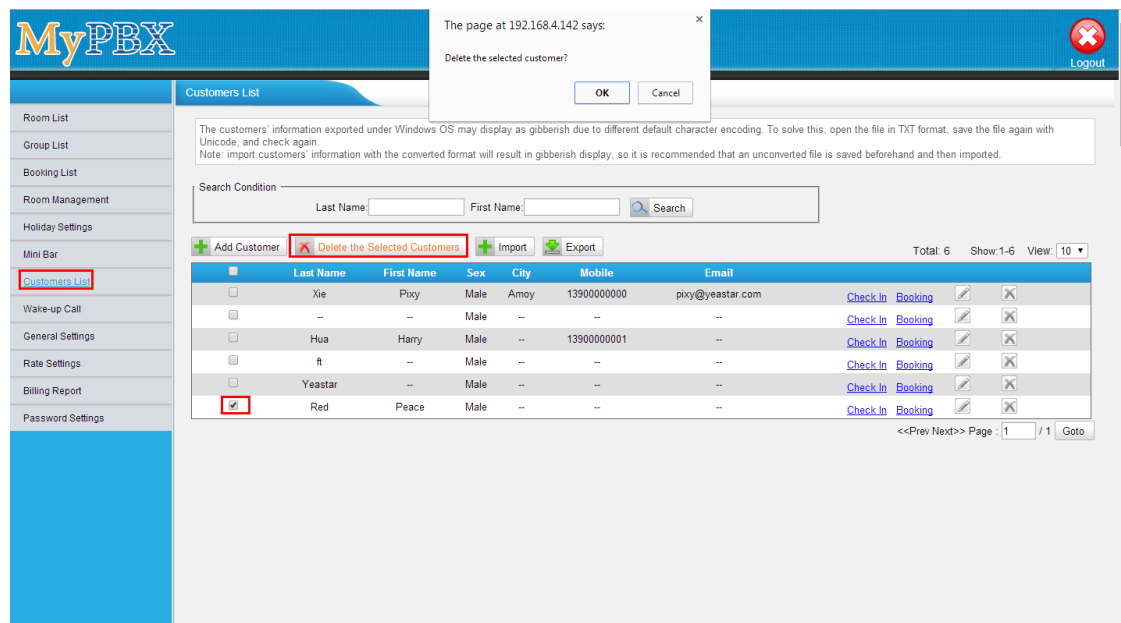 MyPBX
The page at 192.168.4.142 says:
×
Delete the selected customer?
OK Cancel
Logout
Customers List
Room List
Group List
Booking List
Room Management
Holiday Settings
Mini Bar
Customers List
Wake-up Call
General Settings
Rate Settings
Billing Report
Password Settings
The customers' information exported under Windows OS may display as gibberish due to different default character encoding. To solve this, open the file in TXT format, save the file again with
Unicode, and check again.
Note: import customers' information with the converted format will result in gibberish display, so it is recommended that an unconverted file is saved beforehand and then imported.
Search Condition
Last Name: First Name: Search
Add Customer Delete the Selected Customers Import Export Total: 6 Show:1-6 View: 10
Last Name First Name Sex City Mobile Email
Xie Pixy Male Amoy 13900000000 pixy@yeastar.com Check In Booking
-- -- Male -- -- -- Check In Booking
Hua Harry Male -- 13900000001 -- Check In Booking
ft -- Male -- -- -- Check In Booking
Yeastar -- Male -- -- -- Check In Booking
Red Peace Male -- -- -- Check In Booking
<<Prev Next>> Page : 1 / 1 Goto